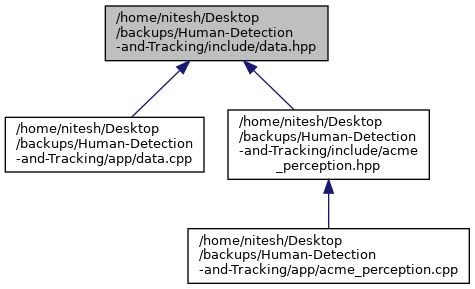 /home/nitesh/Desktop
/backups/Human-Detection
-and-Tracking/include/data.hpp
/home/nitesh/Desktop
/backups/Human-Detection
-and-Tracking/app/data.cpp
/home/nitesh/Desktop
/backups/Human-Detection
-and-Tracking/include/acme
_perception.hpp
/home/nitesh/Desktop
/backups/Human-Detection
-and-Tracking/app/acme_perception.cpp